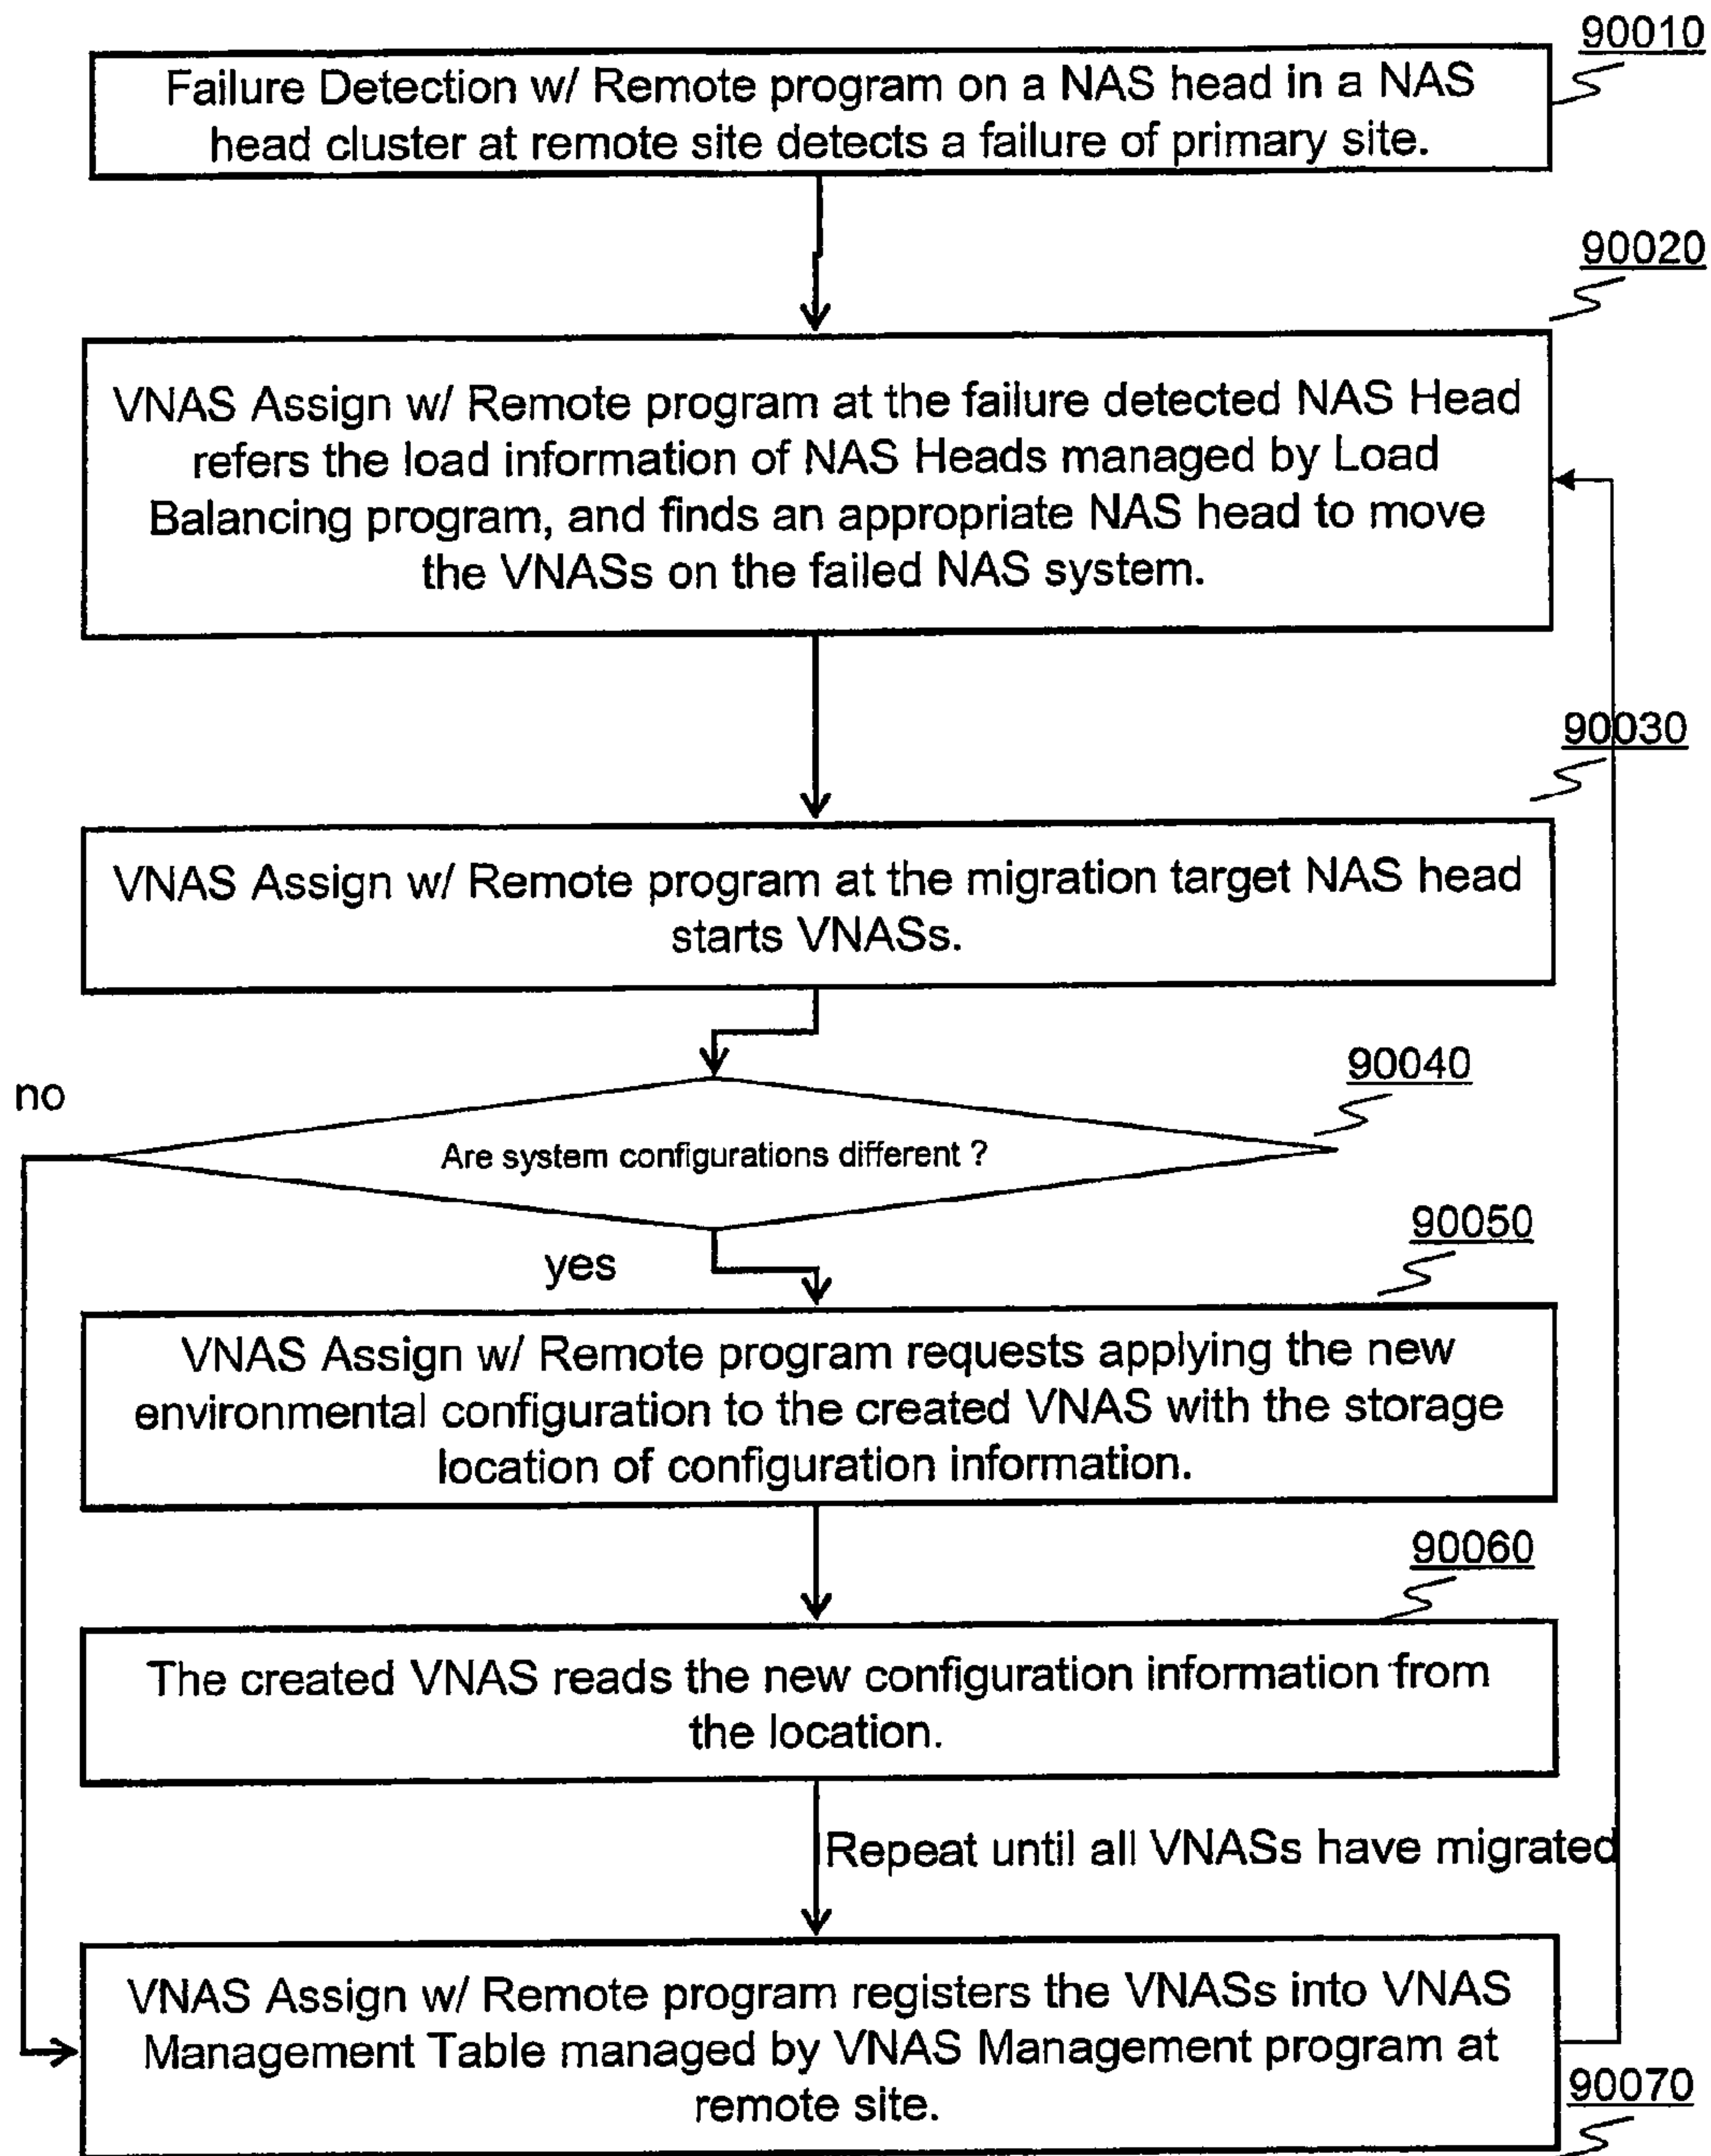 90010
Failure Detection w/ Remote program on a NAS head in a NAS
head cluster at remote site detects a failure of primary site.
90020
VNAS Assign w/ Remote program at the failure detected NAS Head
refers the load information of NAS Heads managed by Load
Balancing program, and finds an appropriate NAS head to move
the VNASs on the failed NAS system.
90030
VNAS Assign w/ Remote program at the migration target NAS head
starts VNASs.
90040
no
Are system configurations different ?
90050
yes
VNAS Assign w/ Remote program requests applying the new
environmental configuration to the created VNAS with the storage
location of configuration information.
90060
The created VNAS reads the new configuration information from
the location.
Repeat until all VNASs have migrated
VNAS Assign w/ Remote program registers the VNASs into VNAS
Management Table managed by VNAS Management program at
remote site.
90070